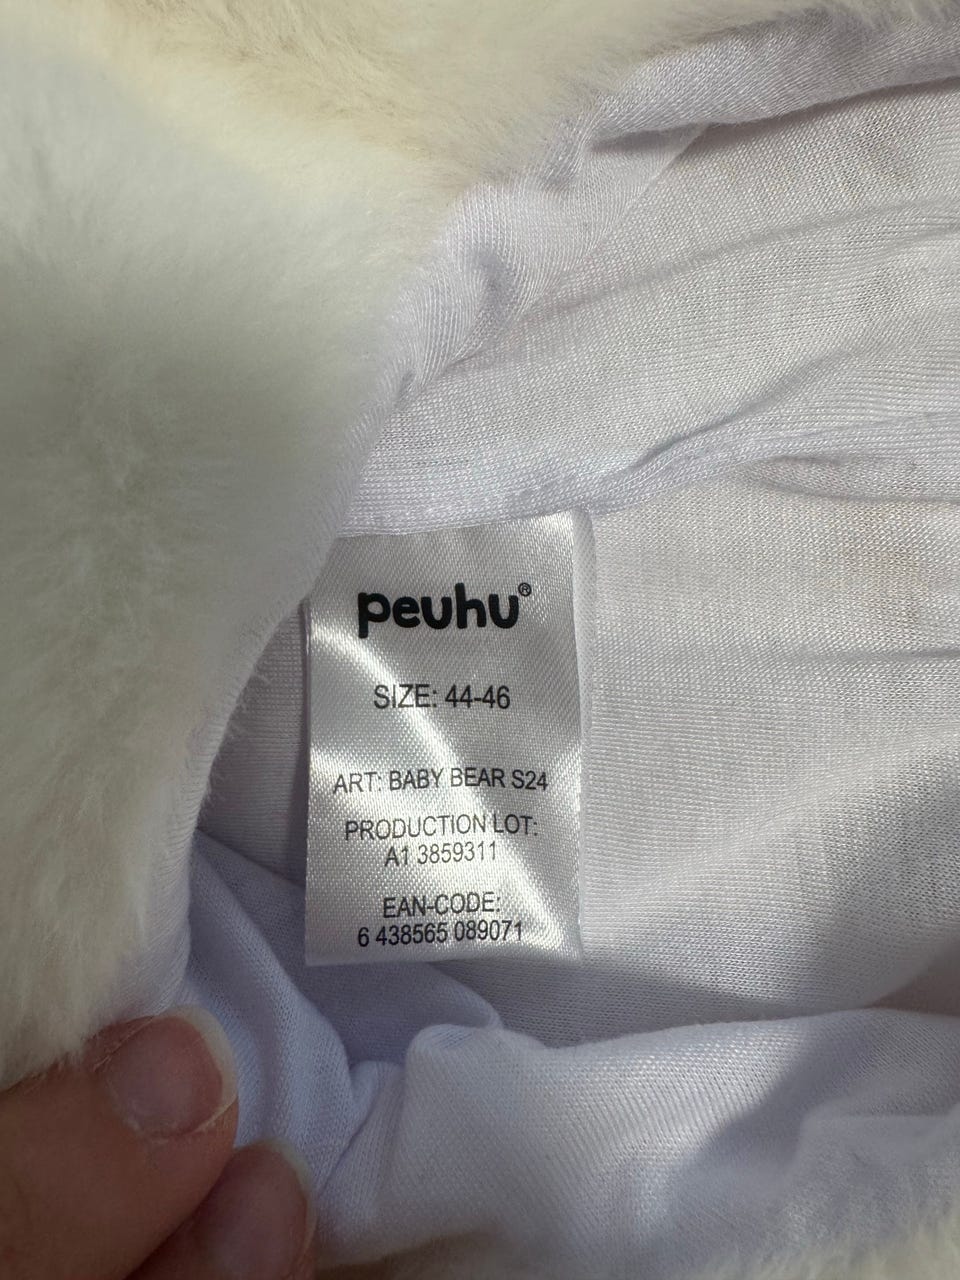 peuhu®
SIZE: 44-46
ART: BABY BEAR S24
PRODUCTION LOT:
A1 3859311
EAN-CODE:
6 438565 089071